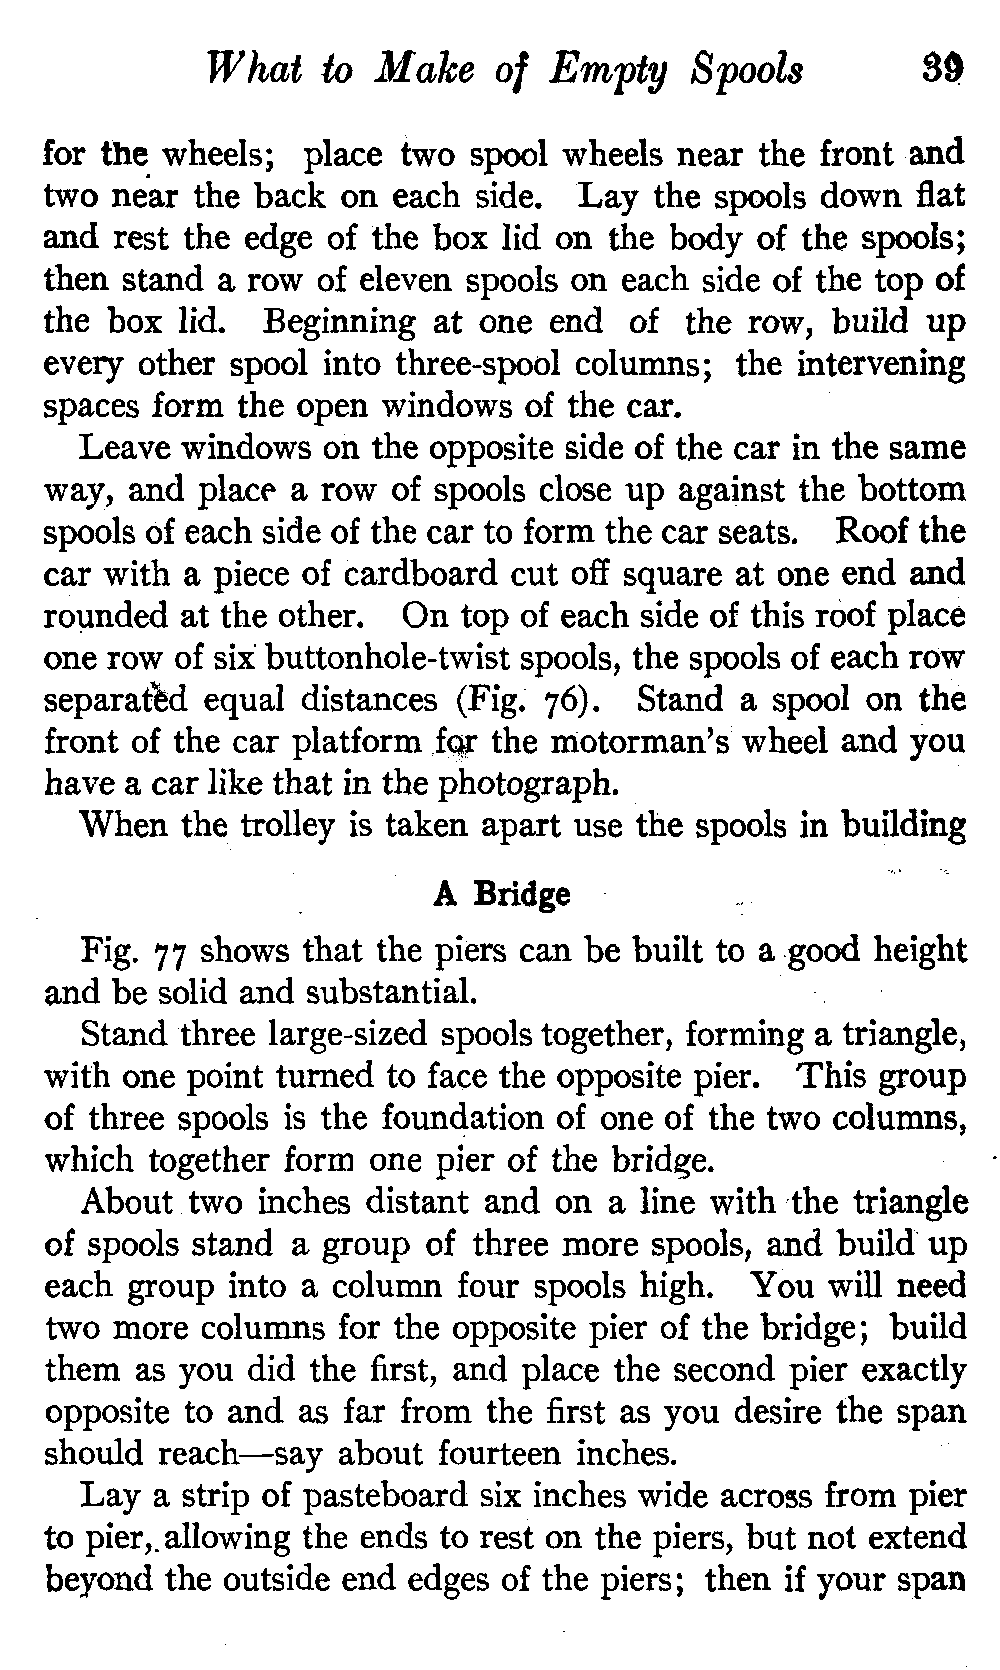 What to Make of Empty Spools 39
for the wheels; place two spool wheels near the front and
two near the back on each side. Lay the spools down flat
and rest the edge of the box lid on the body of the spools;
then stand a row of eleven spools on each side of the top of
the box lid. Beginning at one end of the row, build up
every other spool into three-spool columns; the intervening
spaces form the open windows of the car.
Leave windows on the opposite side of the car in the same
way, and place a row of spools close up against the bottom
spools of each side of the car to form the car seats. Roof the
car with a piece of cardboard cut off square at one end and
rounded at the other. On top of each side of this roof place
one row of six buttonhole-twist spools, the spools of each row
separated equal distances (Fig. 76). Stand a spool on the
front of the car platform for the motorman's wheel and you
have a car like that in the photograph.
When the trolley is taken apart use the spools in building
A Bridge
Fig. 77 shows that the piers can be built to a good height
and be solid and substantial.
Stand three large-sized spools together, forming a triangle,
with one point turned to face the opposite pier. This group
of three spools is the foundation of one of the two columns,
which together form one pier of the bridge.
About two inches distant and on a line with the triangle
of spools stand a group of three more spools, and build up
each group into a column four spools high. You will need
two more columns for the opposite pier of the bridge; build
them as you did the first, and place the second pier exactly
opposite to and as far from the first as you desire the span
should reach—say about fourteen inches.
Lay a strip of pasteboard six inches wide across from pier
to pier, allowing the ends to rest on the piers, but not extend
beyond the outside end edges of the piers; then if your span